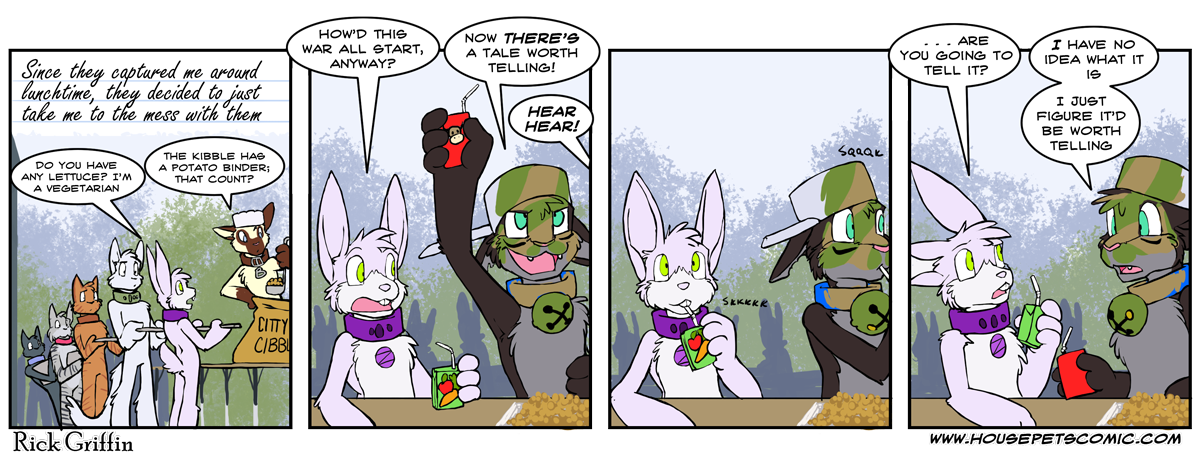 Since they captured me around
lunchtime, they decided to just
take me to the mess with them
DO YOU HAVE
ANY LETTUCE? I'M
A VEGETARIAN
THE KIBBLE HAS
A POTATO BINDER;
THAT COUNT?
CITTY
CIBBL
HOW'D THIS
WAR ALL START,
ANYWAY?
NOW THERE'S
A TALE WORTH
TELLING!
HEAR
HEAR!
SKKKKK
SQQQK
. . . ARE
YOU GOING TO
TELL IT?
I HAVE NO
IDEA WHAT IT
IS
I JUST
FIGURE IT'D
BE WORTH
TELLING
Rick Griffin
WWW.HOUSEPETSCOMIC.COM